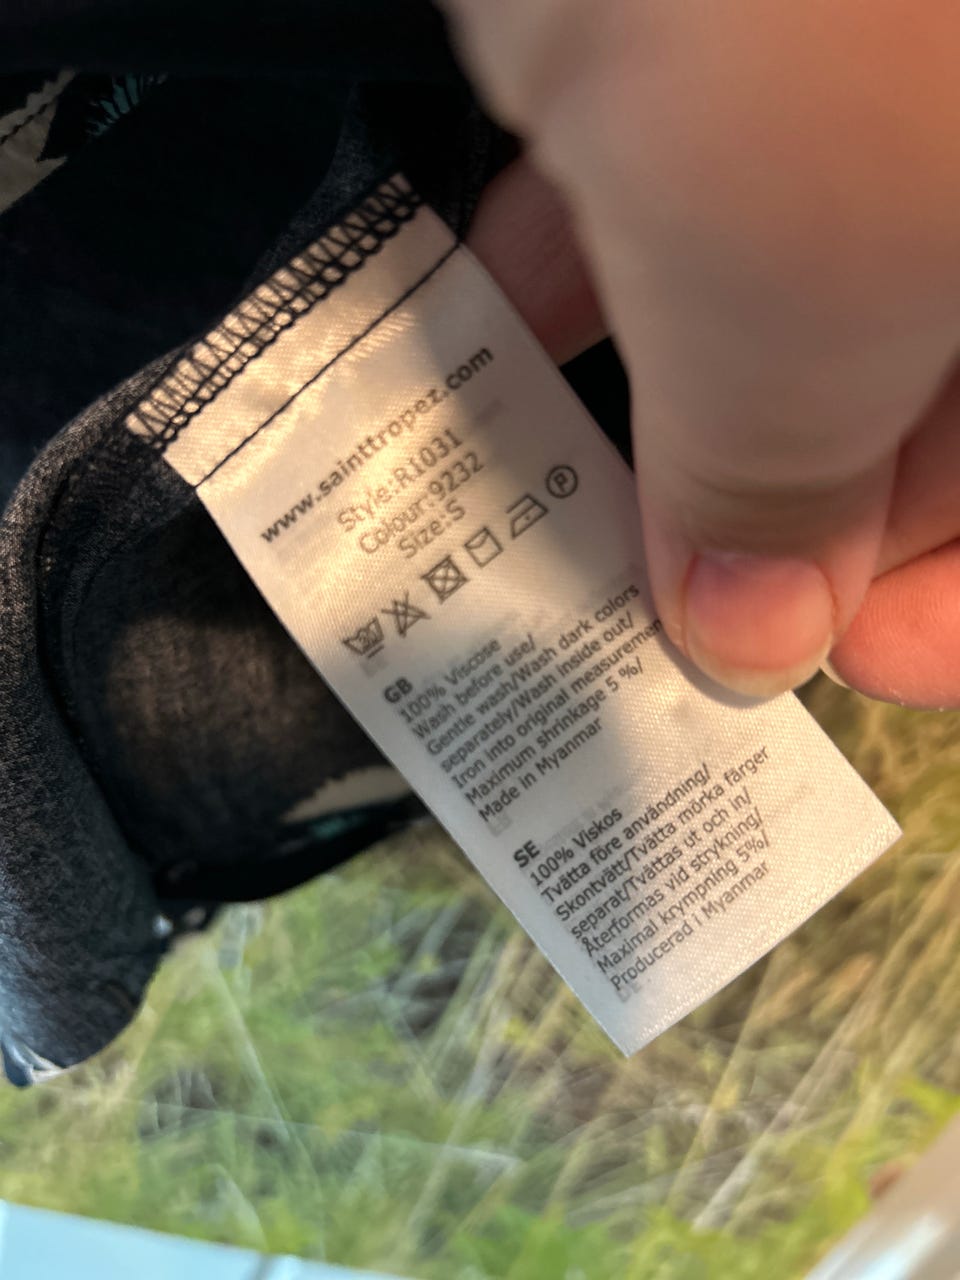 www.sainttropez.com
Style:R1031
Colour:9232
Size:S
30 P
GB
100% Viscose
Wash before use/
Gentle wash/Wash dark colors
separately/Wash inside out/
Iron into original measuremen
Maximum shrinkage 5 %/
Made in Myanmar
SE
100% Viskos
Tvätta före användning/
Skontvätt/Tvätta mörka färger
separat/Tvättas ut och in/
Återformas vid strykning/
Maximal krympning 5%/
Producerad i Myanmar